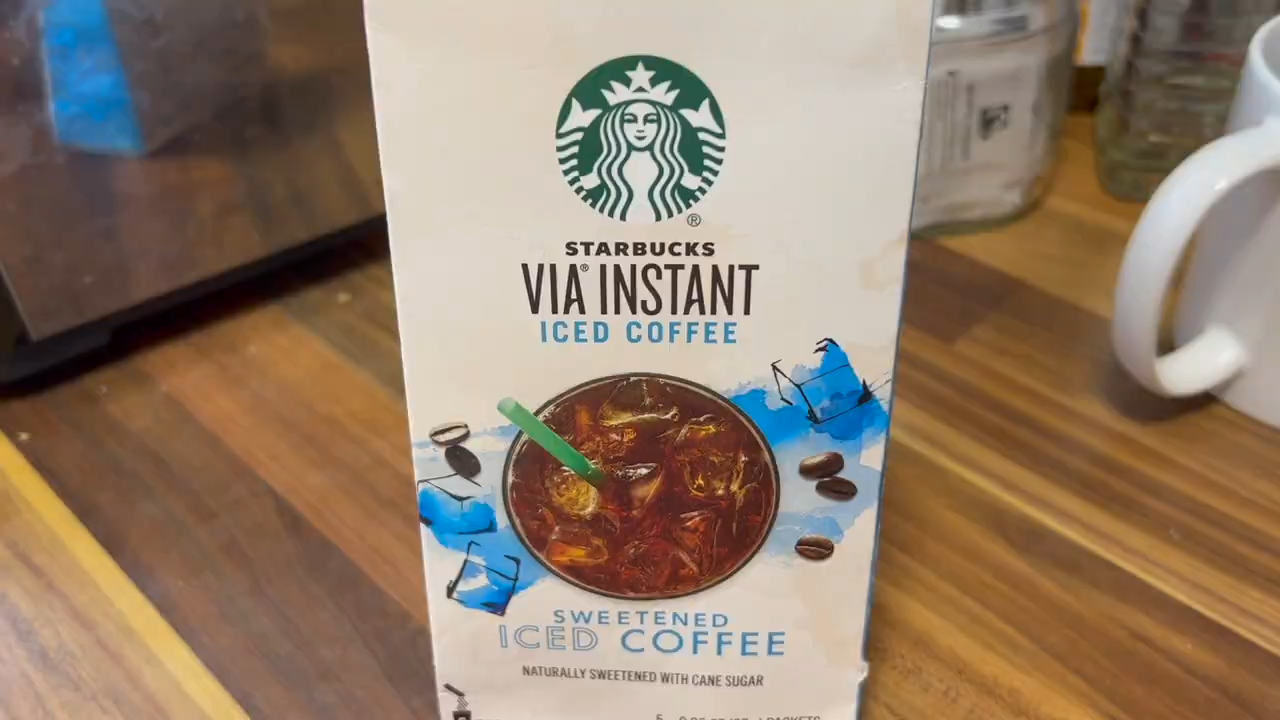 ®
STARBUCKS
VIA® INSTANT
ICED COFFEE
SWEETENED
ICED COFFEE
NATURALLY SWEETENED WITH CANE SUGAR